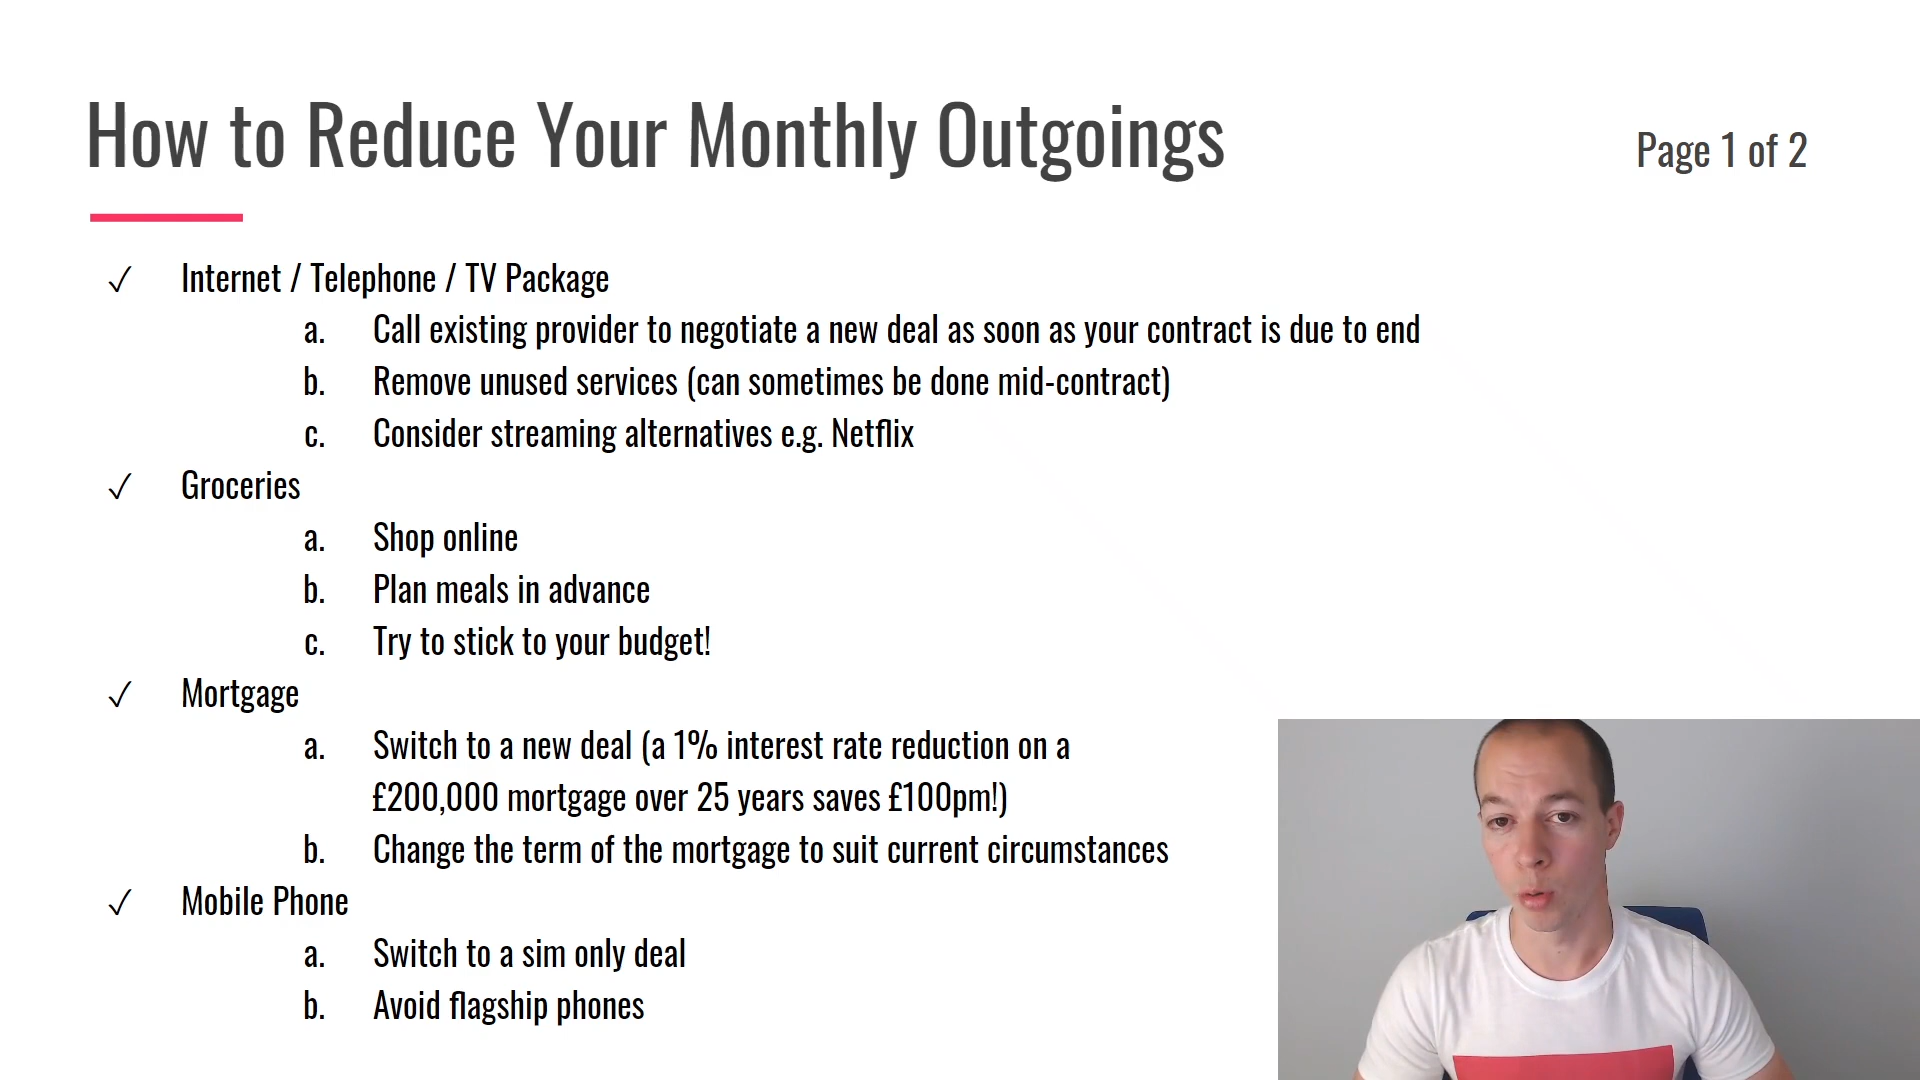 How to Reduce Your Monthly Outgoings
Page 1 of 2
✓ Internet / Telephone / TV Package
a. Call existing provider to negotiate a new deal as soon as your contract is due to end
b. Remove unused services (can sometimes be done mid-contract)
c. Consider streaming alternatives e.g. Netflix
✓ Groceries
a. Shop online
b. Plan meals in advance
c. Try to stick to your budget!
✓ Mortgage
a. Switch to a new deal (a 1% interest rate reduction on a
£200,000 mortgage over 25 years saves £100pm!)
b. Change the term of the mortgage to suit current circumstances
✓ Mobile Phone
a. Switch to a sim only deal
b. Avoid flagship phones